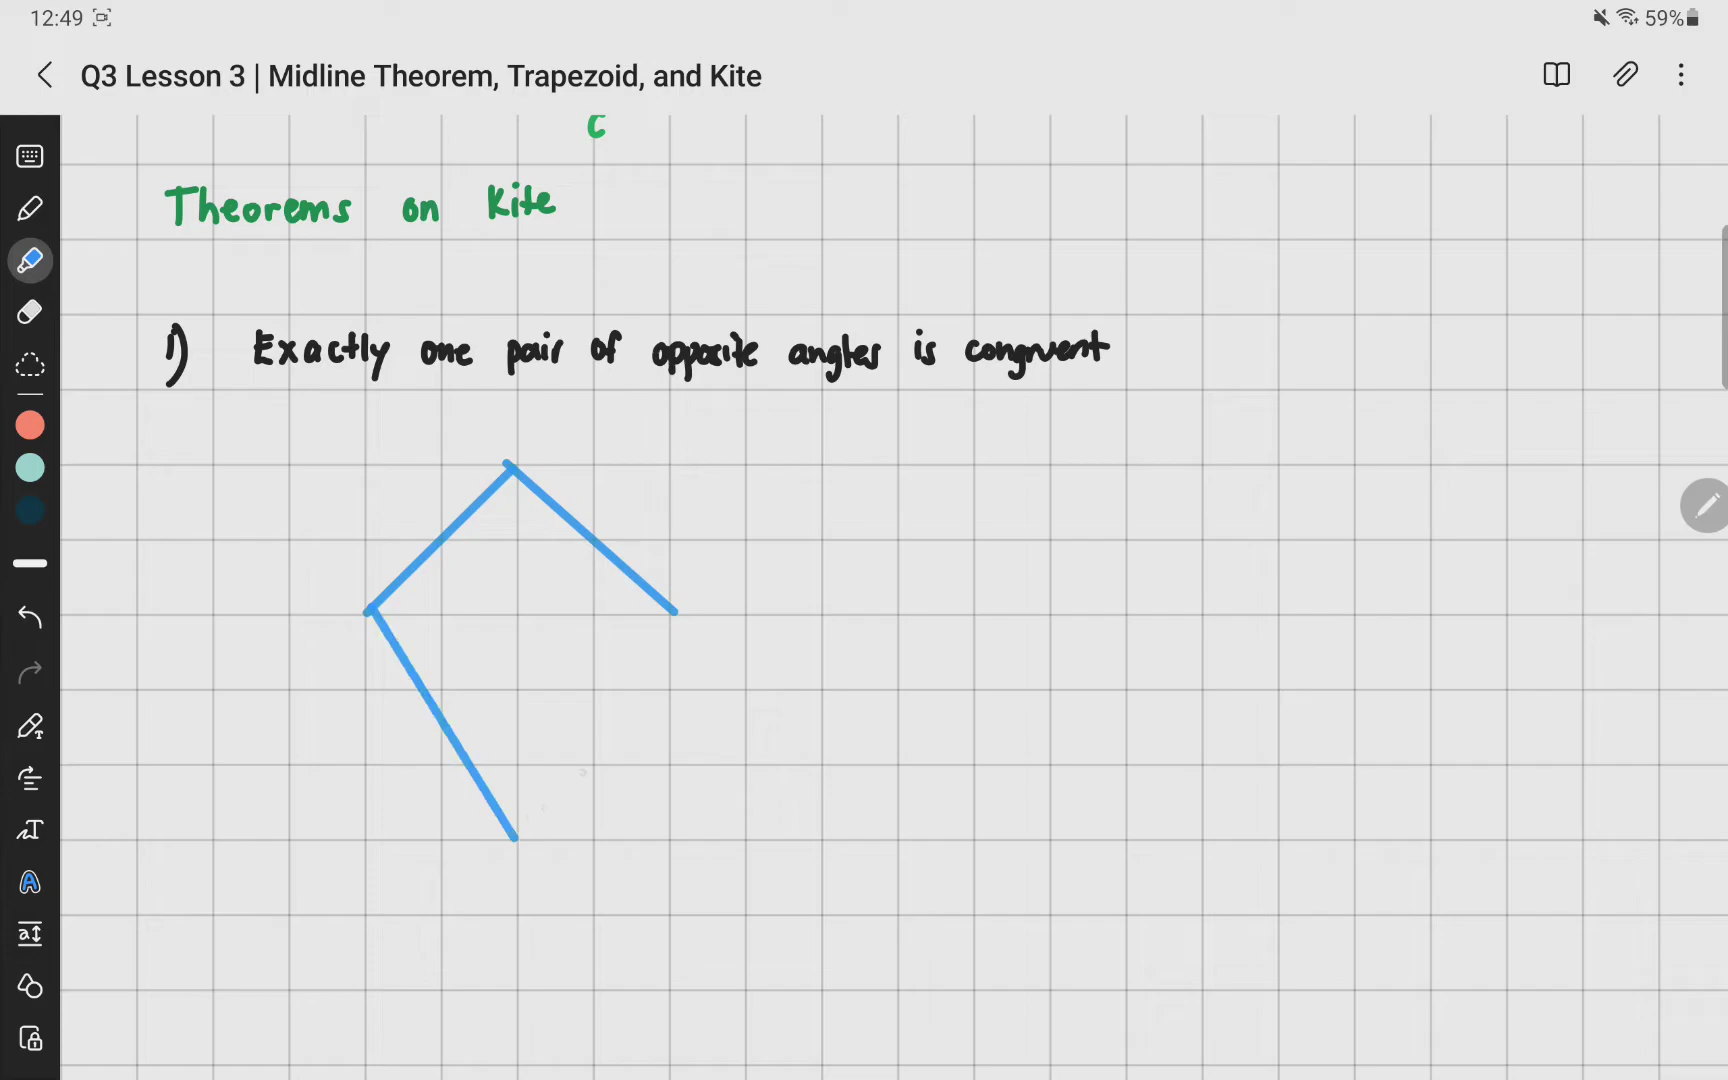 12:49 59%
Q3 Lesson 3 | Midline Theorem, Trapezoid, and Kite
C
Theorems on Kite
1) Exactly one pair of opposite angles is congruent